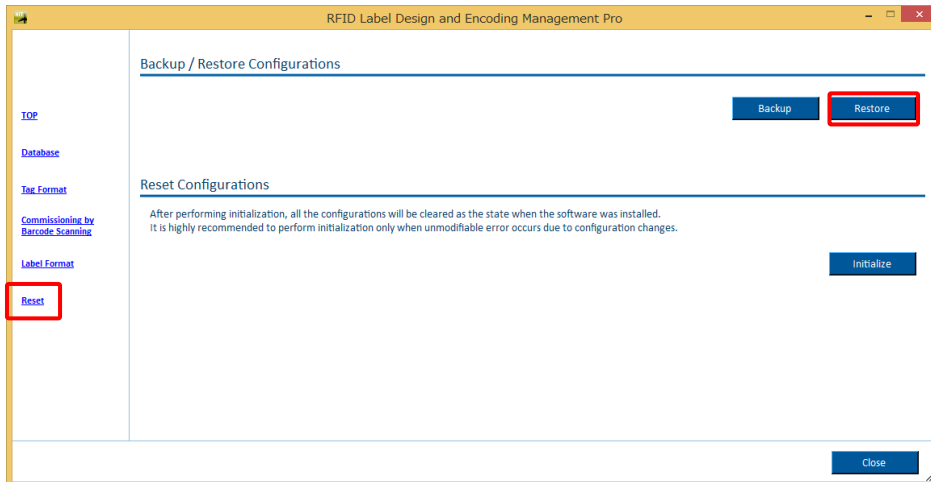 RFID Label Design and Encoding Management Pro
Backup / Restore Configurations
Backup
Restore
TOP
Database
Tag Format
Commissioning by
Barcode Scanning
Label Format
Reset
Reset Configurations
After performing initialization, all the configurations will be cleared as the state when the software was installed.
It is highly recommended to perform initialization only when unmodifiable error occurs due to configuration changes.
Initialize
Close